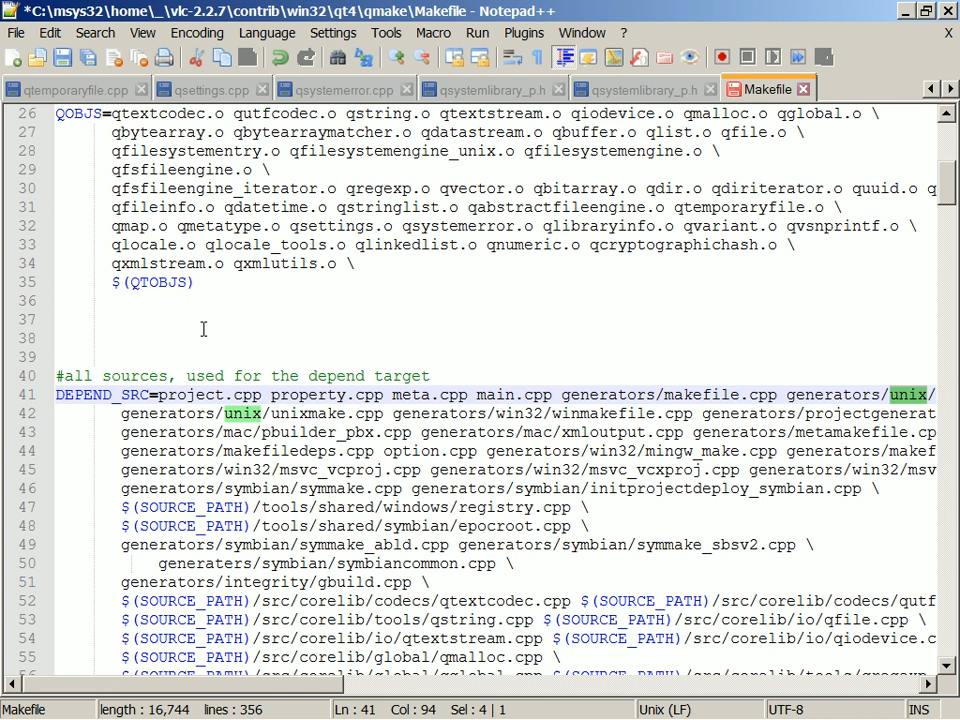 *C:\msys32\home\_\vlc-2.2.7\contrib\win32\qt4\qmake\Makefile - Notepad++
File Edit Search View Encoding Language Settings Tools Macro Run Plugins Window ? X
qtemporaryfile.cpp qsettings.cpp qsystemerror.cpp qsystemlibrary_p.h qsystemlibrary_p.h Makefile
26 QOBJS=qtextcodec.o qutfcodec.o qstring.o qtextstream.o qiodevice.o qmalloc.o qglobal.o \
27 qbytearray.o qbytearraymatcher.o qdatastream.o qbuffer.o qlist.o qfile.o \
28 qfilesystementry.o qfilesystemengine_unix.o qfilesystemengine.o \
29 qfsfileengine.o \
30 qfsfileengine_iterator.o qregexp.o qvector.o qbitarray.o qdir.o qdiriterator.o quuid.o q
31 qfileinfo.o qdatetime.o qstringlist.o qabstractfileengine.o qtemporaryfile.o \
32 qmap.o qmetatype.o qsettings.o qsystemerror.o qlibraryinfo.o qvariant.o qvsnprintf.o \
33 qlocale.o qlocale_tools.o qlinkedlist.o qnumeric.o qcryptographichash.o \
34 qxmlstream.o qxmlutils.o \
35 $(QTOBJS)
36
37
38
39
40 #all sources, used for the depend target
41 DEPEND_SRC=project.cpp property.cpp meta.cpp main.cpp generators/makefile.cpp generators/unix/
42 generators/unix/unixmake.cpp generators/win32/winmakefile.cpp generators/projectgenerat
43 generators/mac/pbuilder_pbx.cpp generators/mac/xmloutput.cpp generators/metamakefile.cp
44 generators/makefiledeps.cpp option.cpp generators/win32/mingw_make.cpp generators/makef
45 generators/win32/msvc_vcproj.cpp generators/win32/msvc_vcxproj.cpp generators/win32/msv
46 generators/symbian/symmake.cpp generators/symbian/initprojectdeploy_symbian.cpp \
47 $(SOURCE_PATH)/tools/shared/windows/registry.cpp \
48 $(SOURCE_PATH)/tools/shared/symbian/epocroot.cpp \
49 generators/symbian/symmake_abld.cpp generators/symbian/symmake_sbsv2.cpp \
50 generaters/symbian/symbiancommon.cpp \
51 generators/integrity/gbuild.cpp \
52 $(SOURCE_PATH)/src/corelib/codecs/qtextcodec.cpp $(SOURCE_PATH)/src/corelib/codecs/qutf
53 $(SOURCE_PATH)/src/corelib/tools/qstring.cpp $(SOURCE_PATH)/src/corelib/io/qfile.cpp \
54 $(SOURCE_PATH)/src/corelib/io/qtextstream.cpp $(SOURCE_PATH)/src/corelib/io/qiodevice.c
55 $(SOURCE_PATH)/src/corelib/global/qmalloc.cpp \
Makefile length : 16,744 lines : 356 Ln : 41 Col : 94 Sel : 4 | 1 Unix (LF) UTF-8 INS